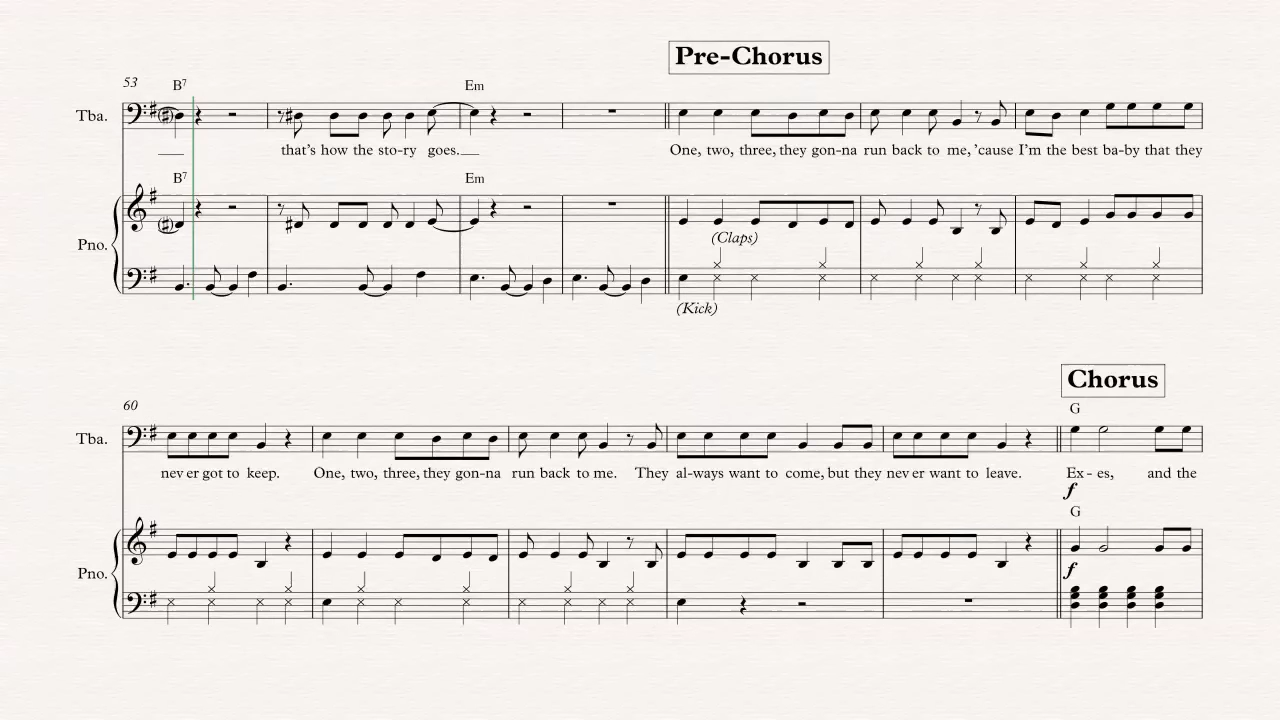 Pre-Chorus
53
B7
Em
Tba.
that's how the sto-ry goes.
One, two, three, they gon-na run back to me, 'cause I'm the best ba-by that they
B7
Em
Pno.
(Claps)
(Kick)
Chorus
60
G
Tba.
nev er got to keep. One, two, three, they gon-na run back to me. They al-ways want to come, but they nev er want to leave. Ex - es, and the
f
G
Pno.
f